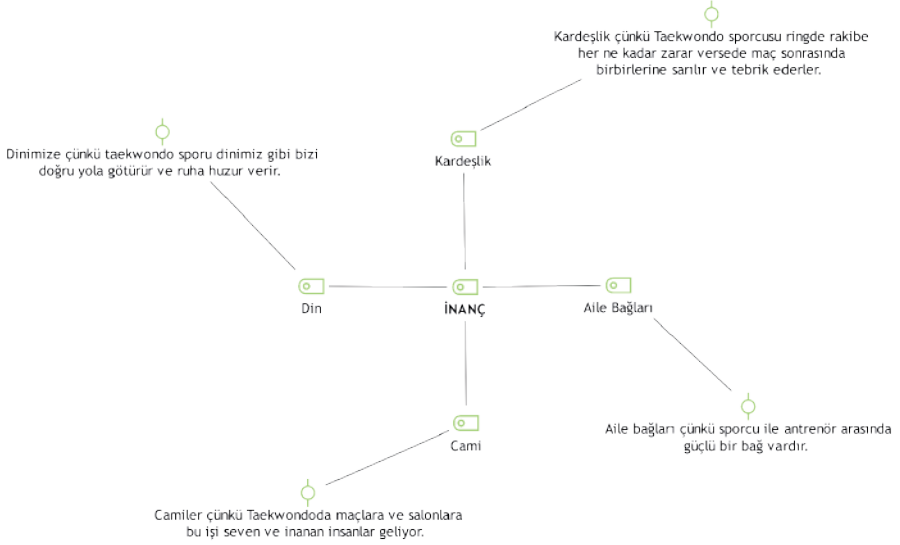 Kardeşlik çünkü Taekwondo sporcusu ringde rakibe
her ne kadar zarar versede maç sonrasında
birbirlerine sarılır ve tebrik ederler.
Dinimize çünkü taekwondo sporu dinimiz gibi bizi
doğru yola götürür ve ruha huzur verir.
Kardeşlik
Din
İNANÇ
Aile Bağları
Aile bağları çünkü sporcu ile antrenör arasında
güçlü bir bağ vardır.
Cami
Camiler çünkü Taekwondoda maçlara ve salonlara
bu işi seven ve inanan insanlar geliyor.